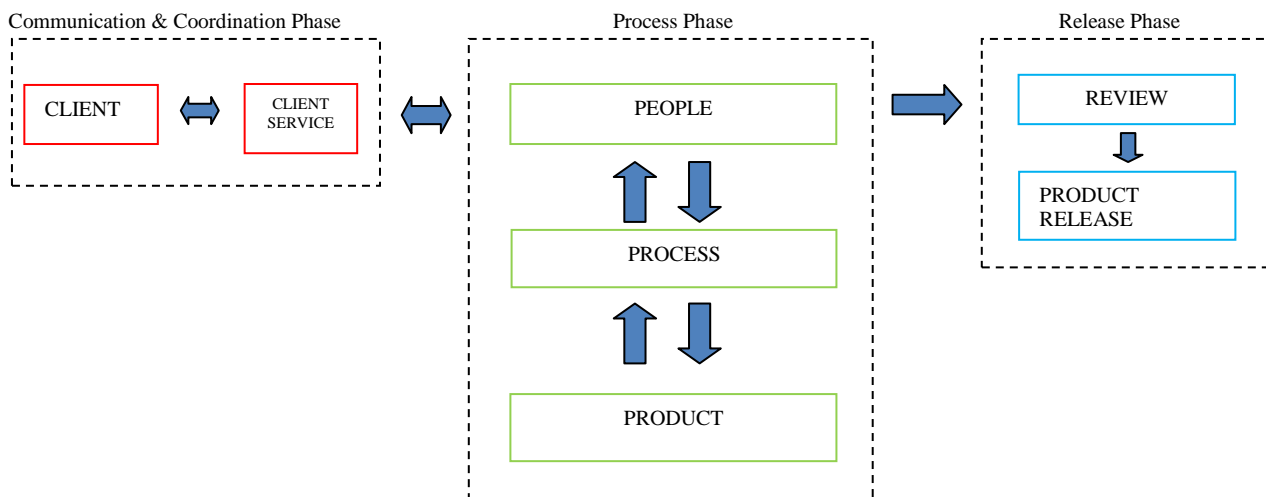 Communication & Coordination Phase
CLIENT
CLIENT
SERVICE
Process Phase
PEOPLE
PROCESS
PRODUCT
Release Phase
REVIEW
PRODUCT
RELEASE